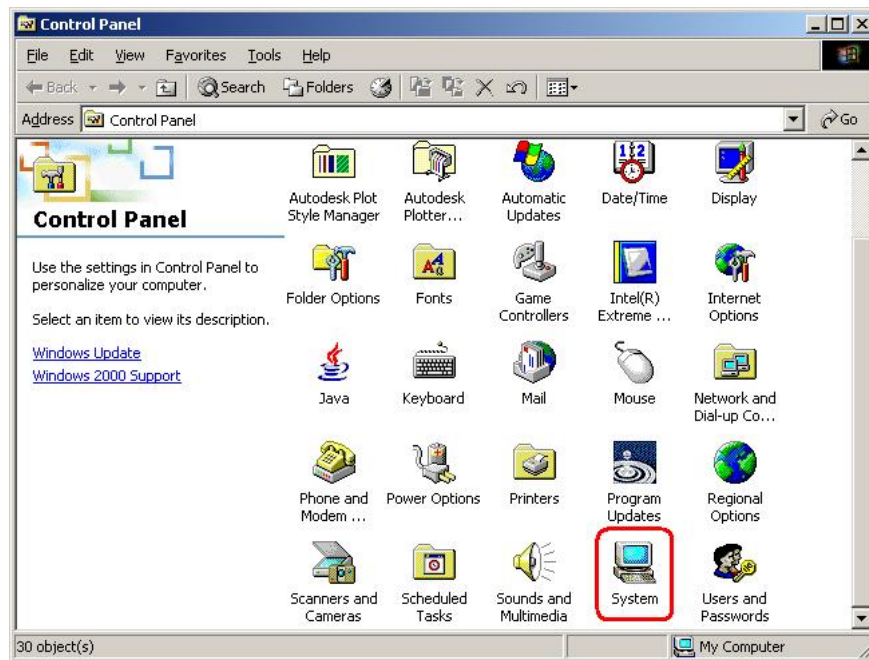 Control Panel
File Edit View Favorites Tools Help
Back Search Folders
Address Control Panel Go
Control Panel
Use the settings in Control Panel to
personalize your computer.
Select an item to view its description.
Windows Update
Windows 2000 Support
Autodesk Plot
Style Manager
Autodesk
Plotter...
Automatic
Updates
Date/Time
Display
Folder Options
Fonts
Game
Controllers
Intel(R)
Extreme ...
Internet
Options
Java
Keyboard
Mail
Mouse
Network and
Dial-up Co...
Phone and
Modem ...
Power Options
Printers
Program
Updates
Regional
Options
Scanners and
Cameras
Scheduled
Tasks
Sounds and
Multimedia
System
Users and
Passwords
30 object(s)
My Computer